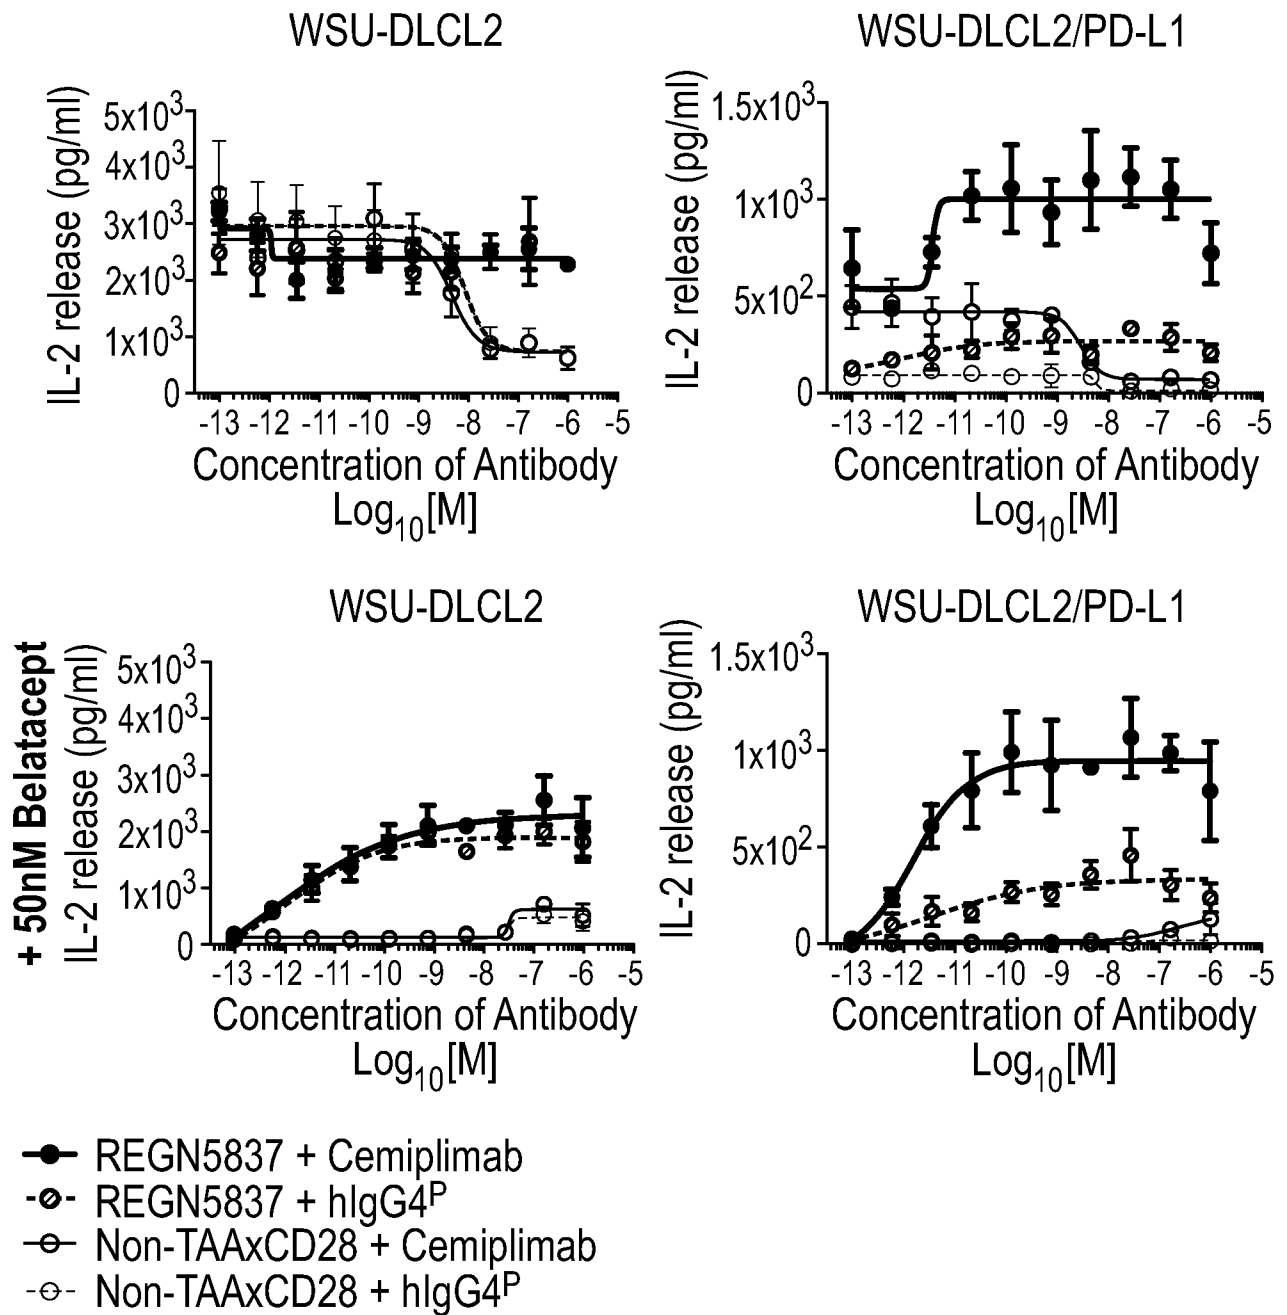 WSU-DLCL2
IL-2 release (pg/ml)
5x10³
4x10³
3x10³
2x10³
1x10³
0
-13 -12 -11 -10 -9 -8 -7 -6 -5
Concentration of Antibody
Log₁₀[M]
WSU-DLCL2/PD-L1
IL-2 release (pg/ml)
1.5x10³
1x10³
5x10²
0
-13 -12 -11 -10 -9 -8 -7 -6 -5
Concentration of Antibody
Log₁₀[M]
+ 50nM Belatacept
WSU-DLCL2
IL-2 release (pg/ml)
5x10³
4x10³
3x10³
2x10³
1x10³
0
-13 -12 -11 -10 -9 -8 -7 -6 -5
Concentration of Antibody
Log₁₀[M]
WSU-DLCL2/PD-L1
IL-2 release (pg/ml)
1.5x10³
1x10³
5x10²
0
-13 -12 -11 -10 -9 -8 -7 -6 -5
Concentration of Antibody
Log₁₀[M]
REGN5837 + Cemiplimab
REGN5837 + hIgG4ᴾ
Non-TAAxCD28 + Cemiplimab
Non-TAAxCD28 + hIgG4ᴾ